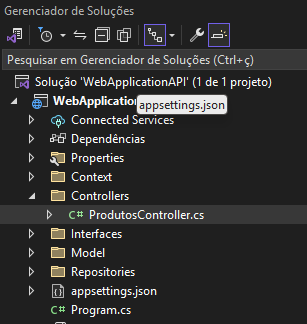 Gerenciador de Soluções
Pesquisar em Gerenciador de Soluções (Ctrl+ç)
Solução 'WebApplicationAPI' (1 de 1 projeto)
WebApplication
appsettings.json
Connected Services
Dependências
Properties
Context
Controllers
C# ProdutosController.cs
Interfaces
Model
Repositories
appsettings.json
C# Program.cs